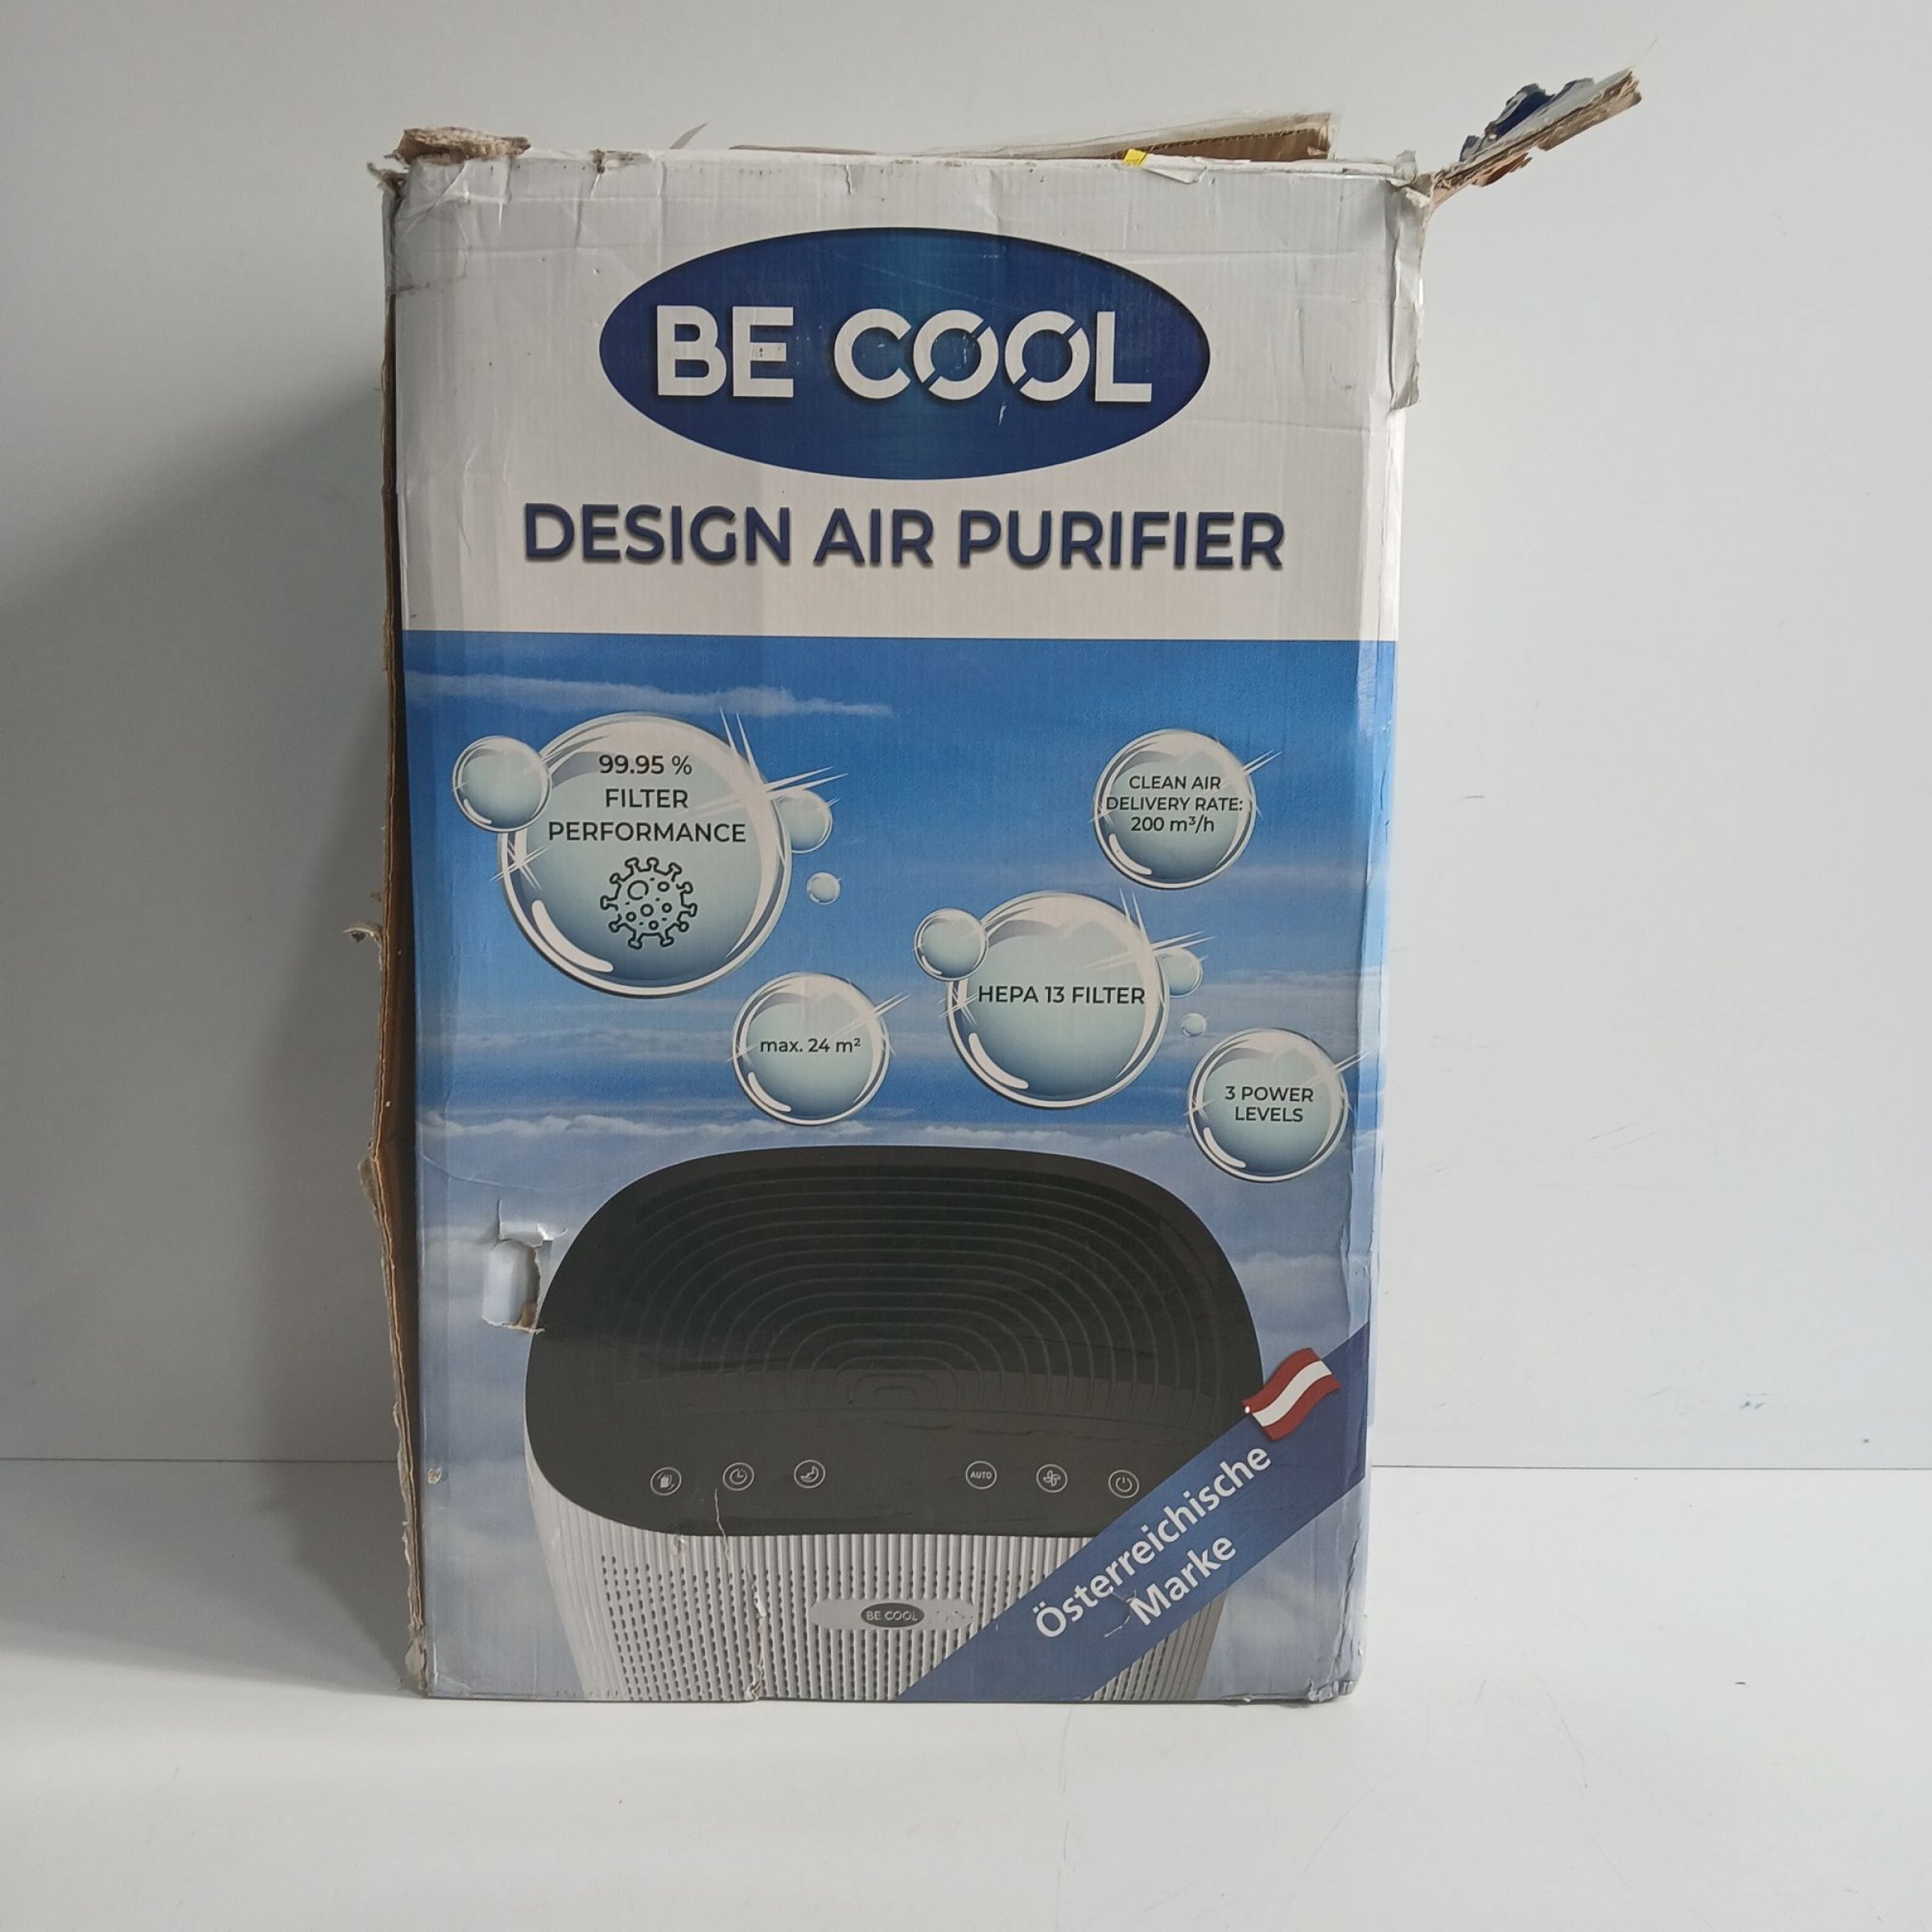 BE COOL
DESIGN AIR PURIFIER
99.95 %
FILTER
PERFORMANCE
CLEAN AIR
DELIVERY RATE:
200 m³/h
HEPA 13 FILTER
max. 24 m²
3 POWER
LEVELS
AUTO
Österreichische
Marke
BE COOL